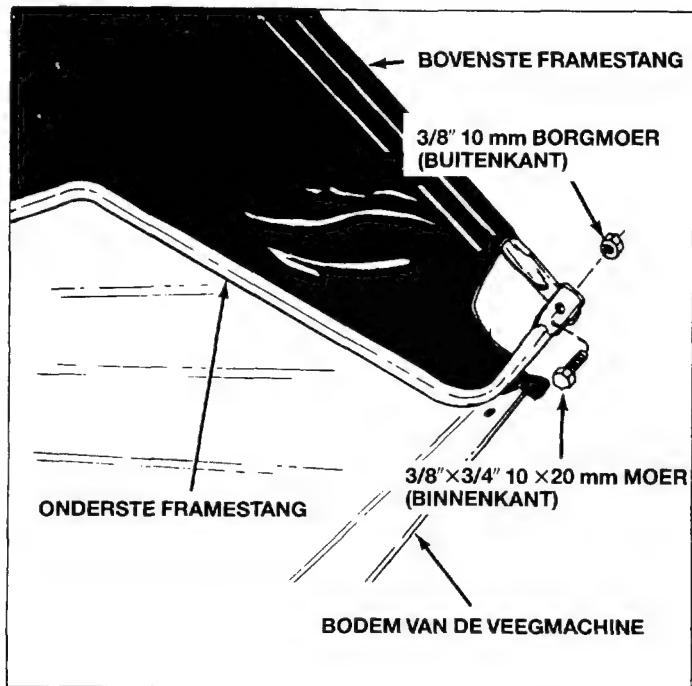 BOVENSTE FRAMESTANG
3/8" 10 mm BORGMOER
(BUITENKANT)
3/8"×3/4" 10 ×20 mm MOER
(BINNENKANT)
ONDERSTE FRAMESTANG
BODEM VAN DE VEEGMACHINE